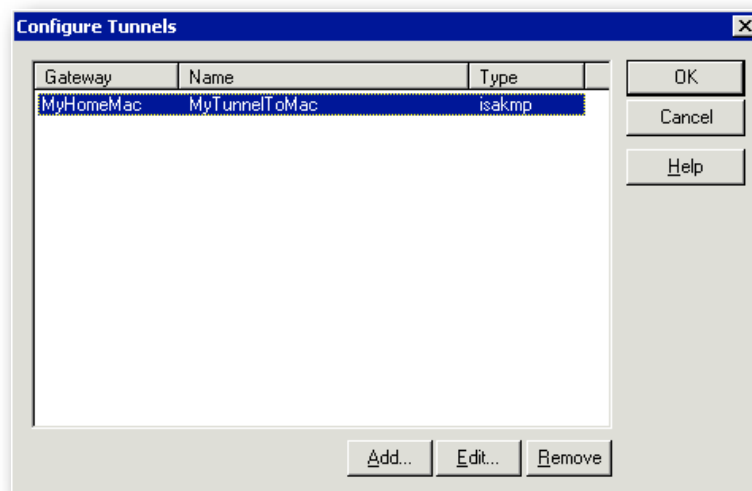 Configure Tunnels
Gateway Name Type
MyHomeMac MyTunnelToMac isakmp
OK
Cancel
Help
Add... Edit... Remove